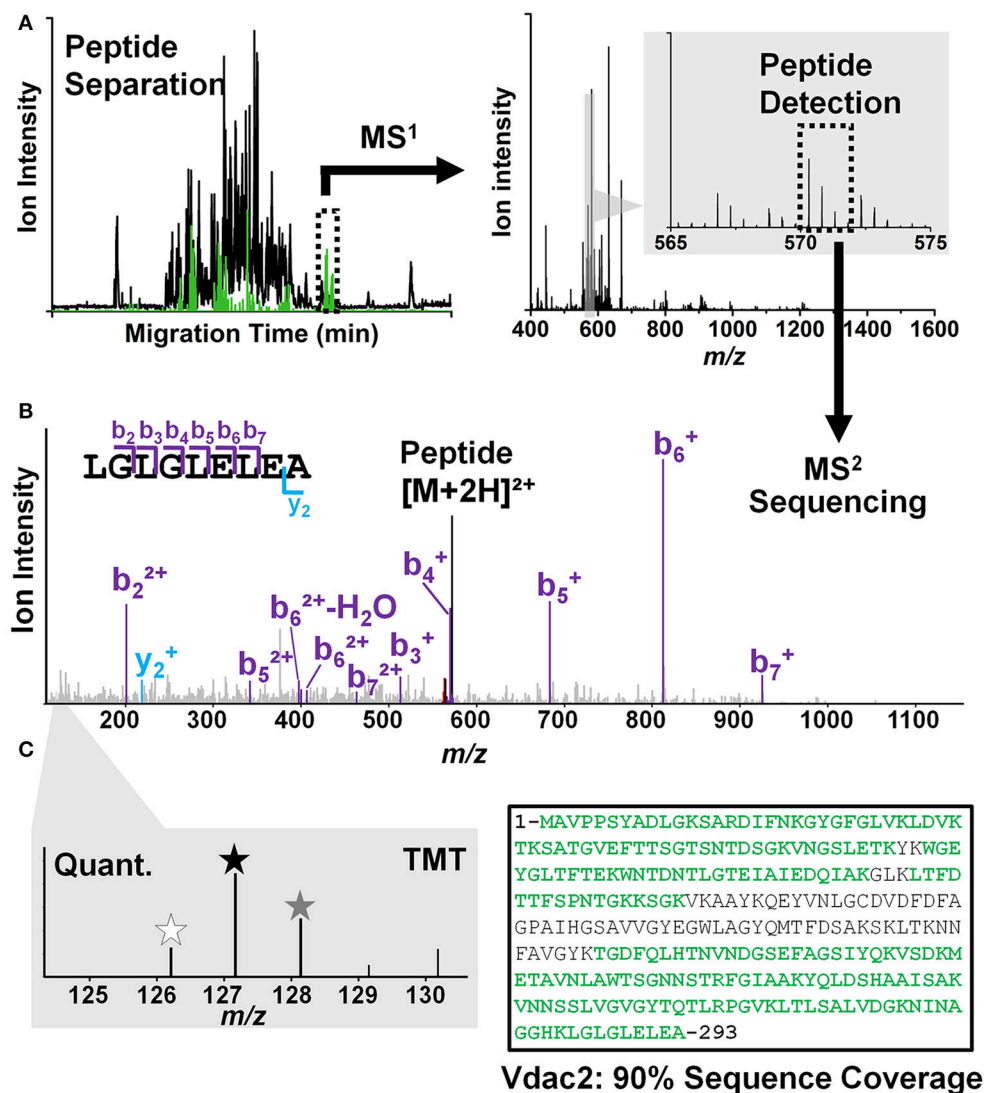 A
Peptide
Separation
MS¹
Ion Intensity
Migration Time (min)
Ion intensity
Peptide
Detection
565 570 575
400 600 800 1000 1200 1400 1600
m/z
B
b₂ b₃ b₄ b₅ b₆ b₇
LGLGLELEA
y₂
Peptide
[M+2H]²⁺
MS²
Sequencing
Ion Intensity
b₂²⁺
y₂⁺
b₅²⁺
b₆²⁺-H₂O
b₆²⁺
b₇²⁺
b₃⁺
b₄⁺
b₅⁺
b₆⁺
b₇⁺
200 300 400 500 600 700 800 900 1000 1100
m/z
C
Quant. TMT
125 126 127 128 129 130
m/z
1-MAVPPSYADLGKSARDIFNKGYGFGLVKLDVK
TKSATGVEFTTSGTSNTDSGKVNGSLETKYKWGE
YGLTFTEKWNTDNTLGTEIAIEDQIAKGLKLTFD
TTFSPNTGKKSGKVKAAYKQEYVNLGCDVDFDFA
GPAIHGSAVVGYEGWLAGYQMTFDSAKSKLTKNN
FAVGYKTGDFQLHTNVNDGSEFAGSIYQKVSDKM
ETAVNLAWTSGNNSTRFGIAAKYQLDSHAAISAK
VNNSSLVGVGYTQTLRPGVKLTLSALVDGKNINA
GGHKLGLGLELEA-293
Vdac2: 90% Sequence Coverage